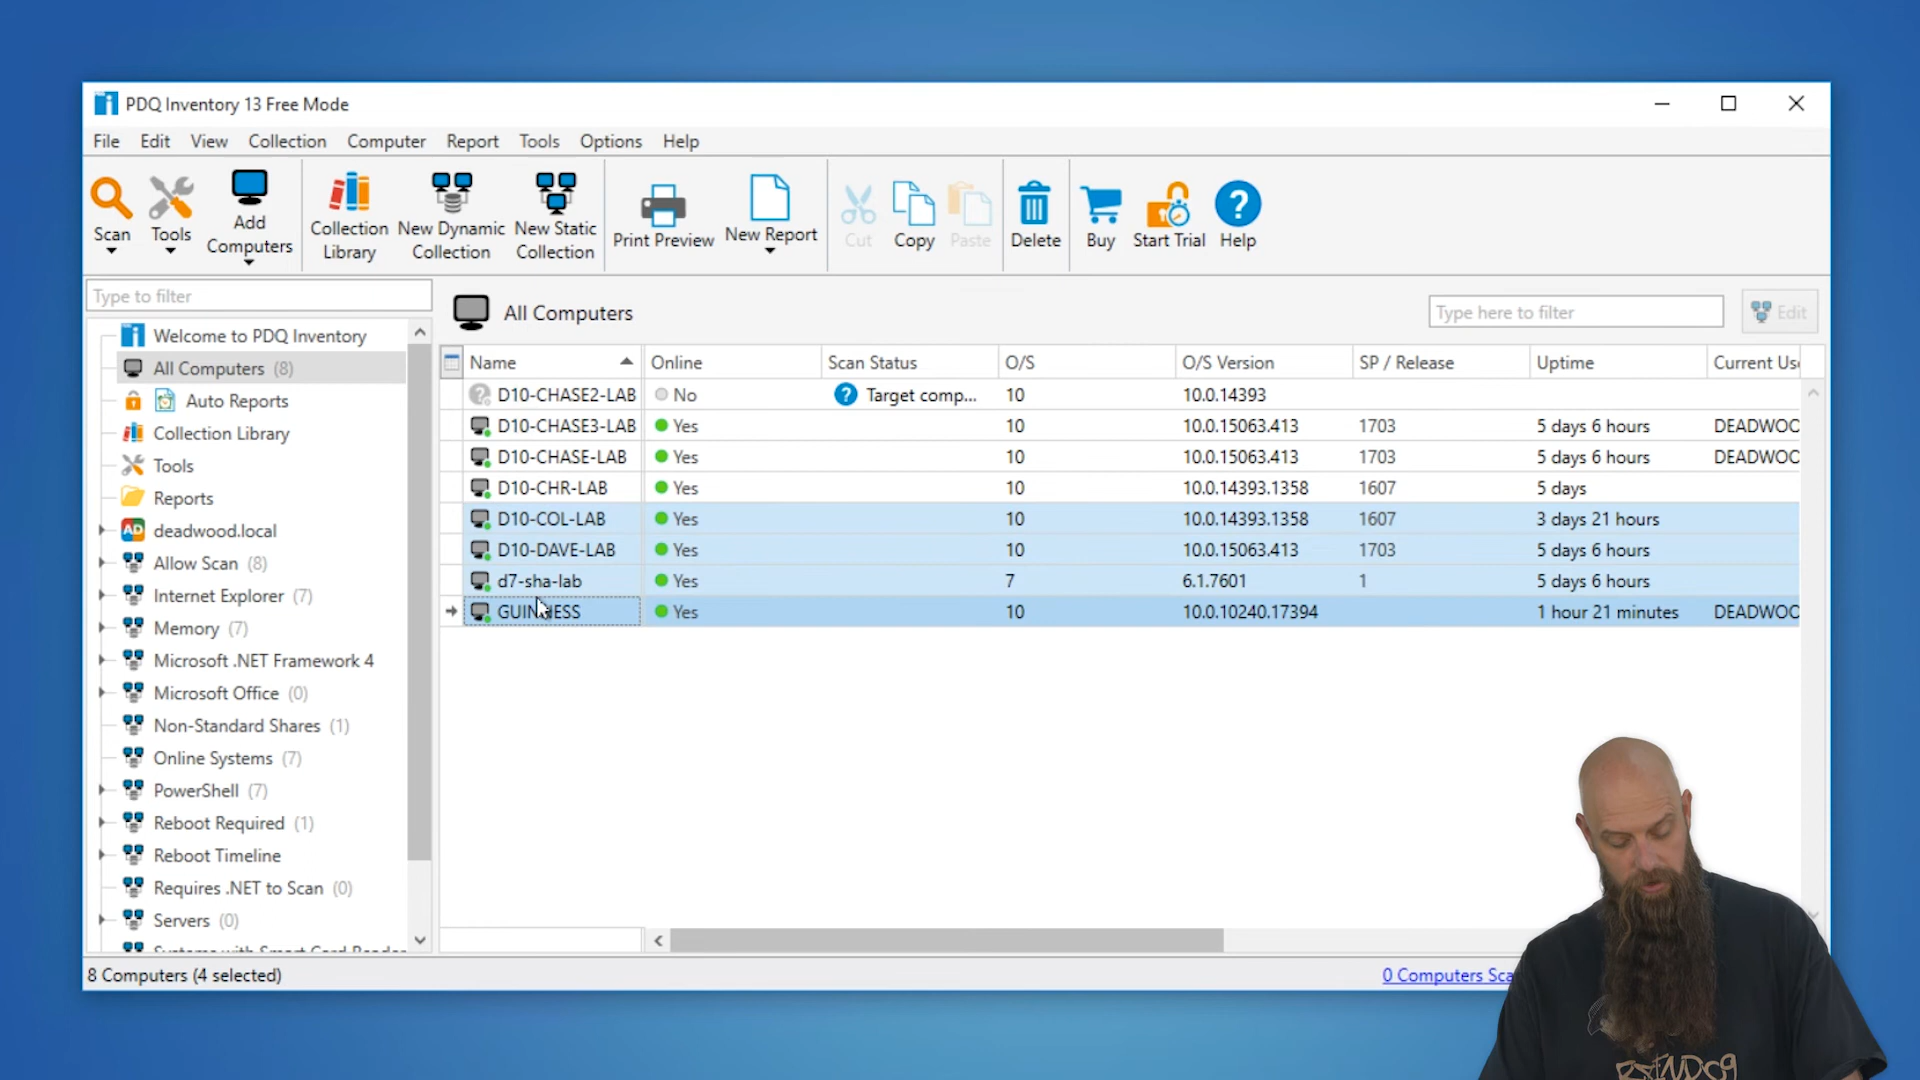 PDQ Inventory 13 Free Mode
File Edit View Collection Computer Report Tools Options Help
Scan
Tools
Add Computers
Collection Library
New Dynamic Collection
New Static Collection
Print Preview
New Report
Cut
Copy
Paste
Delete
Buy
Start Trial
Help
Type to filter
Welcome to PDQ Inventory
All Computers (8)
Auto Reports
Collection Library
Tools
Reports
AD deadwood.local
Allow Scan (8)
Internet Explorer (7)
Memory (7)
Microsoft .NET Framework 4
Microsoft Office (0)
Non-Standard Shares (1)
Online Systems (7)
PowerShell (7)
Reboot Required (1)
Reboot Timeline
Requires .NET to Scan (0)
Servers (0)
All Computers
Type here to filter
Edit
Name Online Scan Status O/S O/S Version SP / Release Uptime Current Use
D10-CHASE2-LAB No Target comp... 10 10.0.14393
D10-CHASE3-LAB Yes 10 10.0.15063.413 1703 5 days 6 hours DEADWOO
D10-CHASE-LAB Yes 10 10.0.15063.413 1703 5 days 6 hours DEADWOO
D10-CHR-LAB Yes 10 10.0.14393.1358 1607 5 days
D10-COL-LAB Yes 10 10.0.14393.1358 1607 3 days 21 hours
D10-DAVE-LAB Yes 10 10.0.15063.413 1703 5 days 6 hours
d7-sha-lab Yes 7 6.1.7601 1 5 days 6 hours
GUINNESS Yes 10 10.0.10240.17394 1 hour 21 minutes DEADWOO
8 Computers (4 selected)
0 Computers Sca